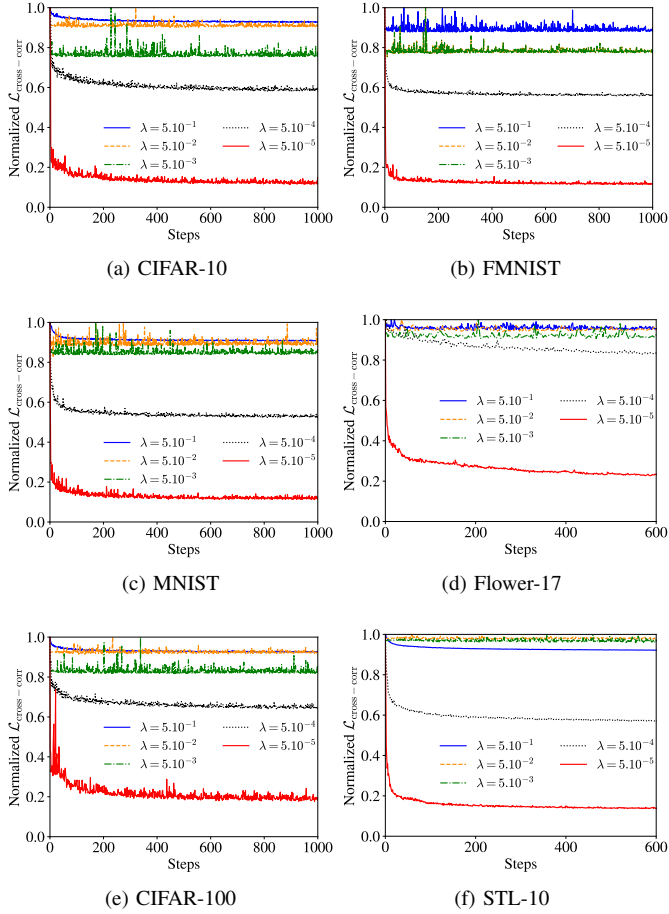 1.0
0.8
0.6
0.4
0.2
0.0
Normalized ℒcross−corr
λ = 5.10⁻¹
λ = 5.10⁻²
λ = 5.10⁻³
λ = 5.10⁻⁴
λ = 5.10⁻⁵
0 200 400 600 800 1000
Steps
(a) CIFAR-10
1.0
0.8
0.6
0.4
0.2
0.0
Normalized ℒcross−corr
λ = 5.10⁻¹
λ = 5.10⁻²
λ = 5.10⁻³
λ = 5.10⁻⁴
λ = 5.10⁻⁵
0 200 400 600 800 1000
Steps
(b) FMNIST
1.0
0.8
0.6
0.4
0.2
0.0
Normalized ℒcross−corr
λ = 5.10⁻¹
λ = 5.10⁻²
λ = 5.10⁻³
λ = 5.10⁻⁴
λ = 5.10⁻⁵
0 200 400 600 800 1000
Steps
(c) MNIST
1.0
0.8
0.6
0.4
0.2
0.0
Normalized ℒcross−corr
λ = 5.10⁻¹
λ = 5.10⁻²
λ = 5.10⁻³
λ = 5.10⁻⁴
λ = 5.10⁻⁵
0 200 400 600
Steps
(d) Flower-17
1.0
0.8
0.6
0.4
0.2
0.0
Normalized ℒcross−corr
λ = 5.10⁻¹
λ = 5.10⁻²
λ = 5.10⁻³
λ = 5.10⁻⁴
λ = 5.10⁻⁵
0 200 400 600 800 1000
Steps
(e) CIFAR-100
1.0
0.8
0.6
0.4
0.2
0.0
Normalized ℒcross−corr
λ = 5.10⁻¹
λ = 5.10⁻²
λ = 5.10⁻³
λ = 5.10⁻⁴
λ = 5.10⁻⁵
0 200 400 600
Steps
(f) STL-10